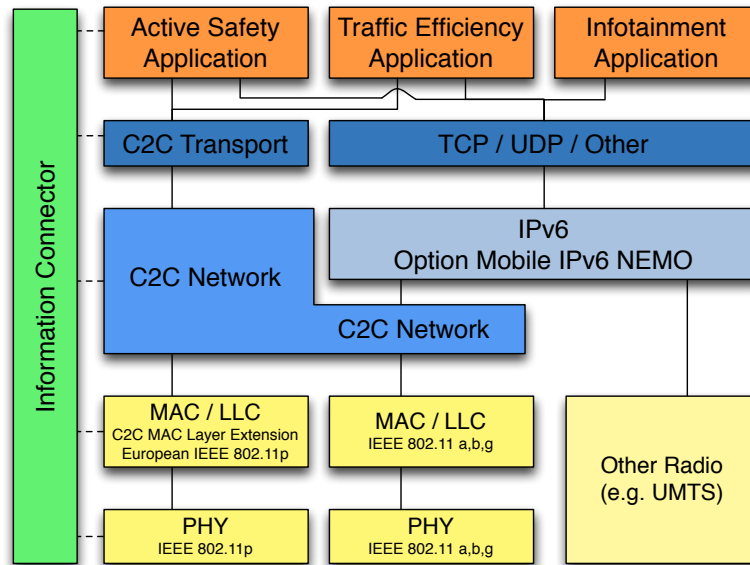 Information Connector
Active Safety
Application
Traffic Efficiency
Application
Infotainment
Application
C2C Transport
TCP / UDP / Other
C2C Network
IPv6
Option Mobile IPv6 NEMO
C2C Network
MAC / LLC
C2C MAC Layer Extension
European IEEE 802.11p
MAC / LLC
IEEE 802.11 a,b,g
Other Radio
(e.g. UMTS)
PHY
IEEE 802.11p
PHY
IEEE 802.11 a,b,g